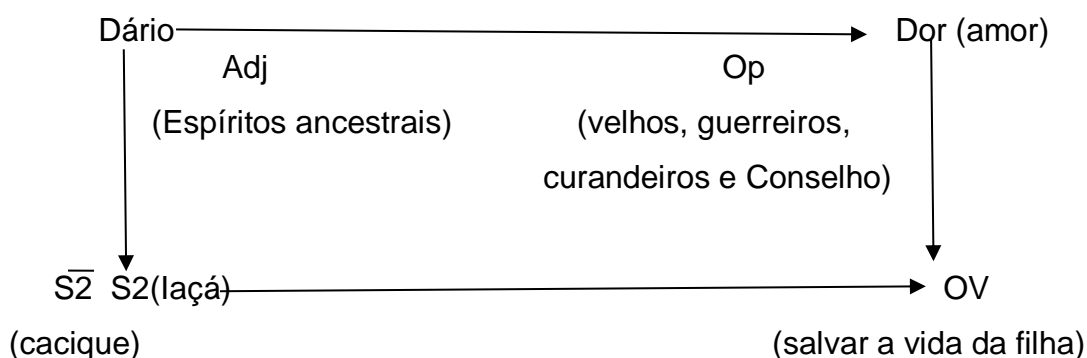 Dário Dor (amor)
Adj Op
(Espíritos ancestrais) (velhos, guerreiros,
curandeiros e Conselho)
S̅2̅ S2(Iaçá) OV
(cacique) (salvar a vida da filha)